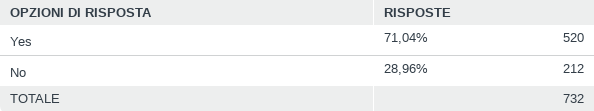 OPZIONI DI RISPOSTA RISPOSTE
Yes 71,04% 520
No 28,96% 212
TOTALE 732